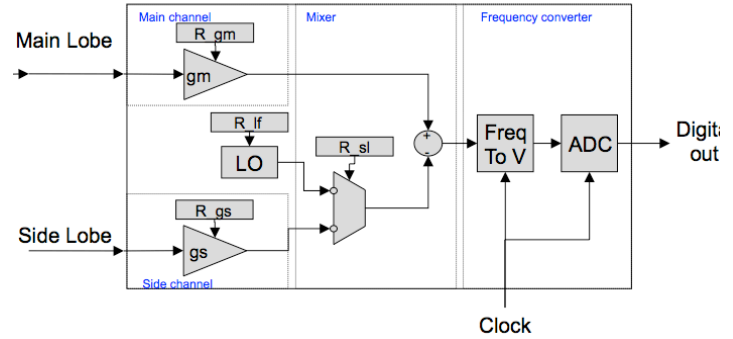 Main channel
Mixer
Frequency converter
R_gm
Main Lobe
gm
R_lf
LO
R_sl
+
-
Freq
To V
ADC
Digita
out
R_gs
Side Lobe
gs
Side channel
Clock